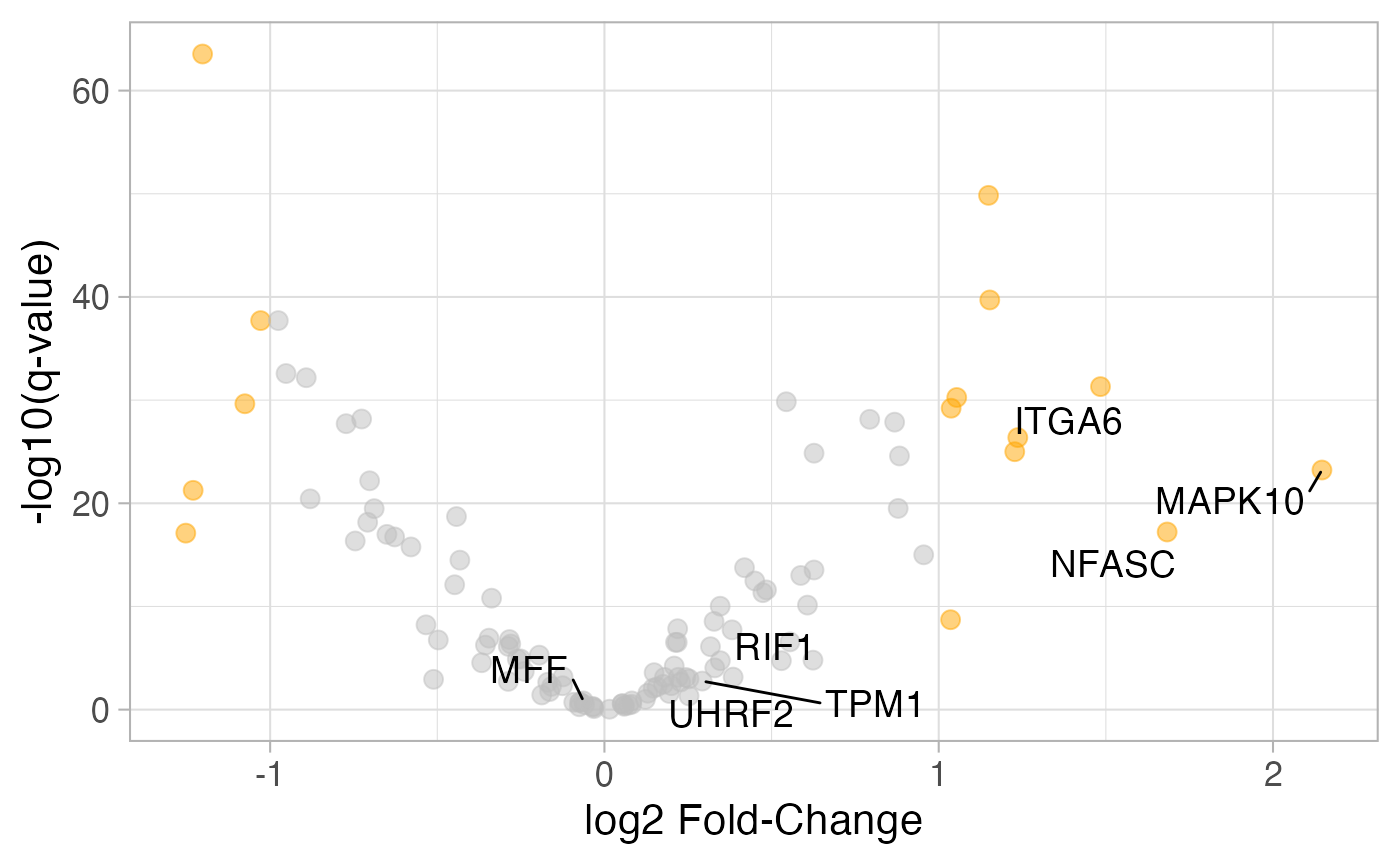 60
40
20
0
-log10(q-value)
ITGA6
MAPK10
NFASC
RIF1
MFF
TPM1
UHRF2
-1
0
1
2
log2 Fold-Change